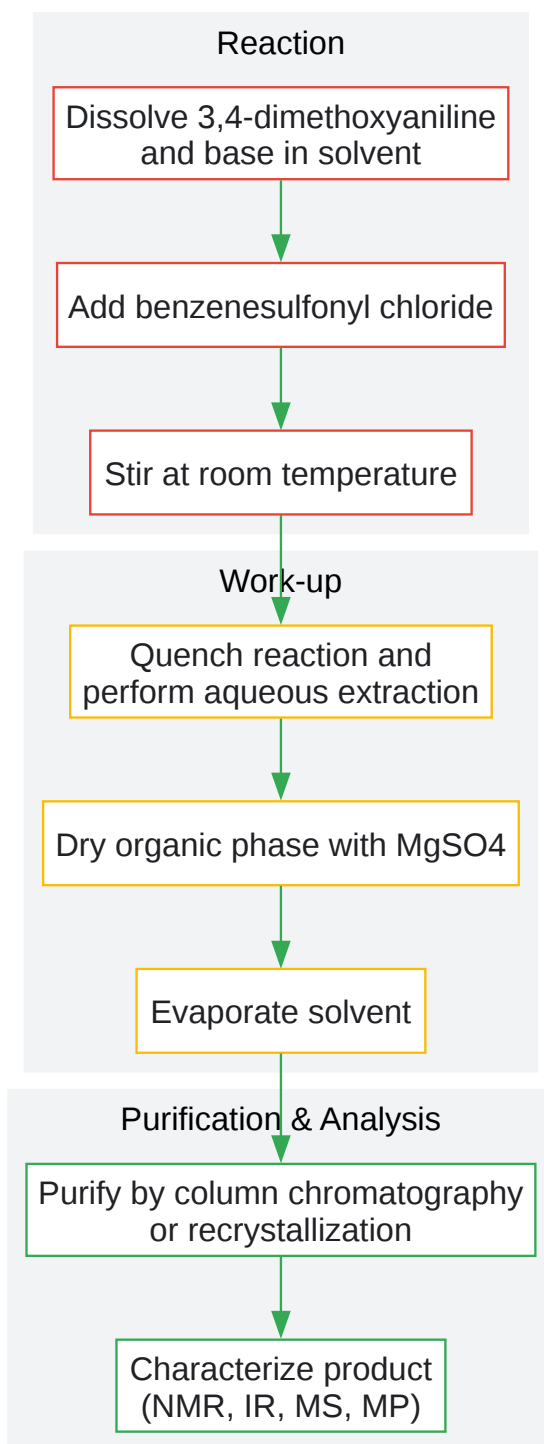 Reaction
Dissolve 3,4-dimethoxyaniline
and base in solvent
Add benzenesulfonyl chloride
Stir at room temperature
Work-up
Quench reaction and
perform aqueous extraction
Dry organic phase with MgSO4
Evaporate solvent
Purification & Analysis
Purify by column chromatography
or recrystallization
Characterize product
(NMR, IR, MS, MP)